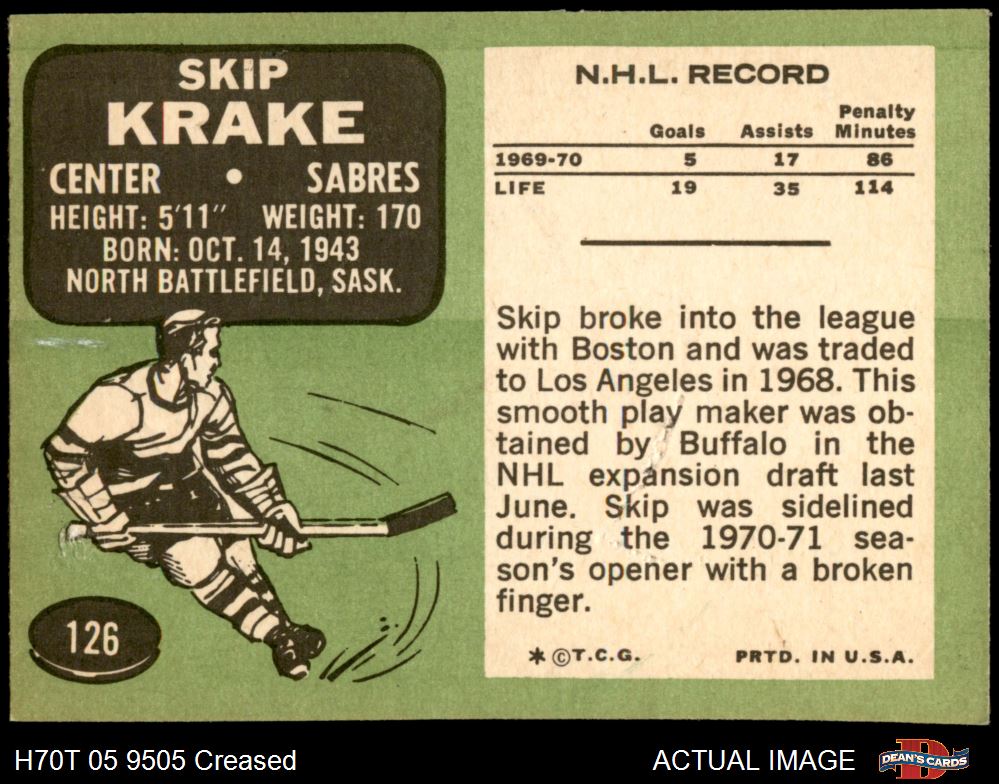 SKIP
KRAKE
CENTER • SABRES
HEIGHT: 5'11" WEIGHT: 170
BORN: OCT. 14, 1943
NORTH BATTLEFIELD, SASK.
126
N.H.L. RECORD
Goals Assists Penalty Minutes
1969-70 5 17 86
LIFE 19 35 114
Skip broke into the league
with Boston and was traded
to Los Angeles in 1968. This
smooth play maker was ob-
tained by Buffalo in the
NHL expansion draft last
June. Skip was sidelined
during the 1970-71 sea-
son's opener with a broken
finger.
* ©T.C.G. PRTD. IN U.S.A.
H70T 05 9505 Creased ACTUAL IMAGE
D
DEAN'S CARDS